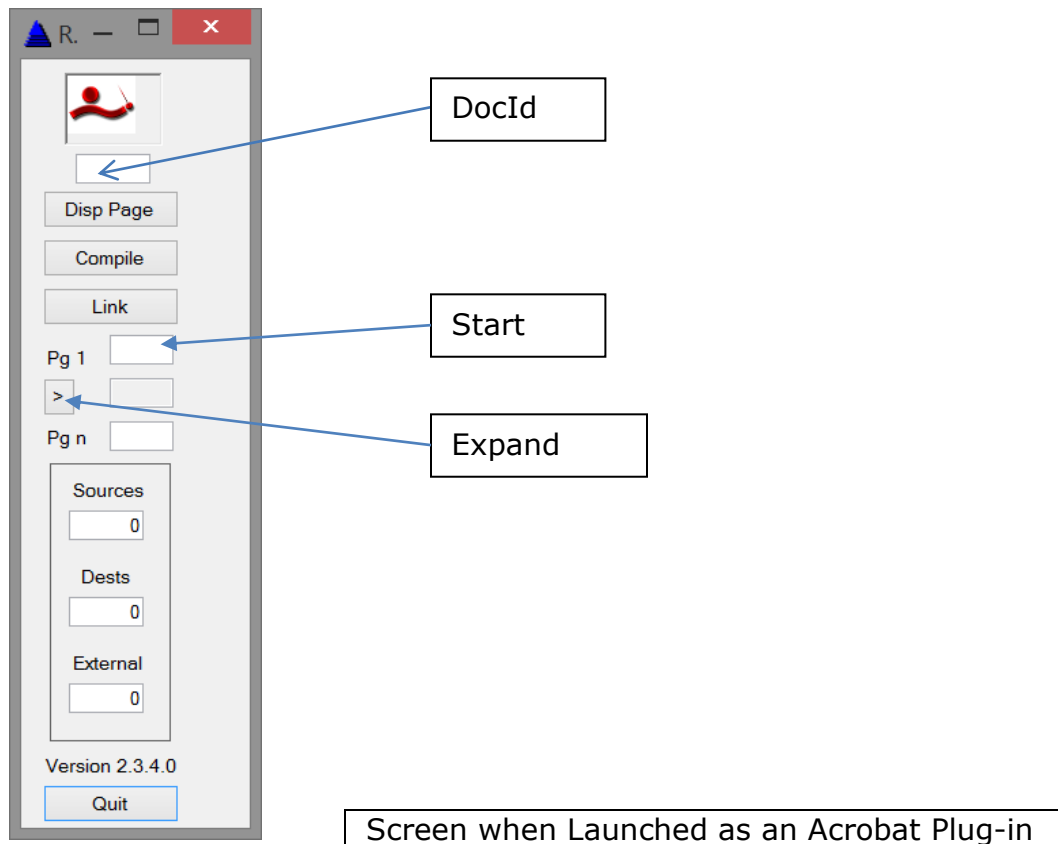 R.
DocId
Disp Page
Compile
Link
Start
Pg 1
>
Expand
Pg n
Sources
0
Dests
0
External
0
Version 2.3.4.0
Quit
Screen when Launched as an Acrobat Plug-in